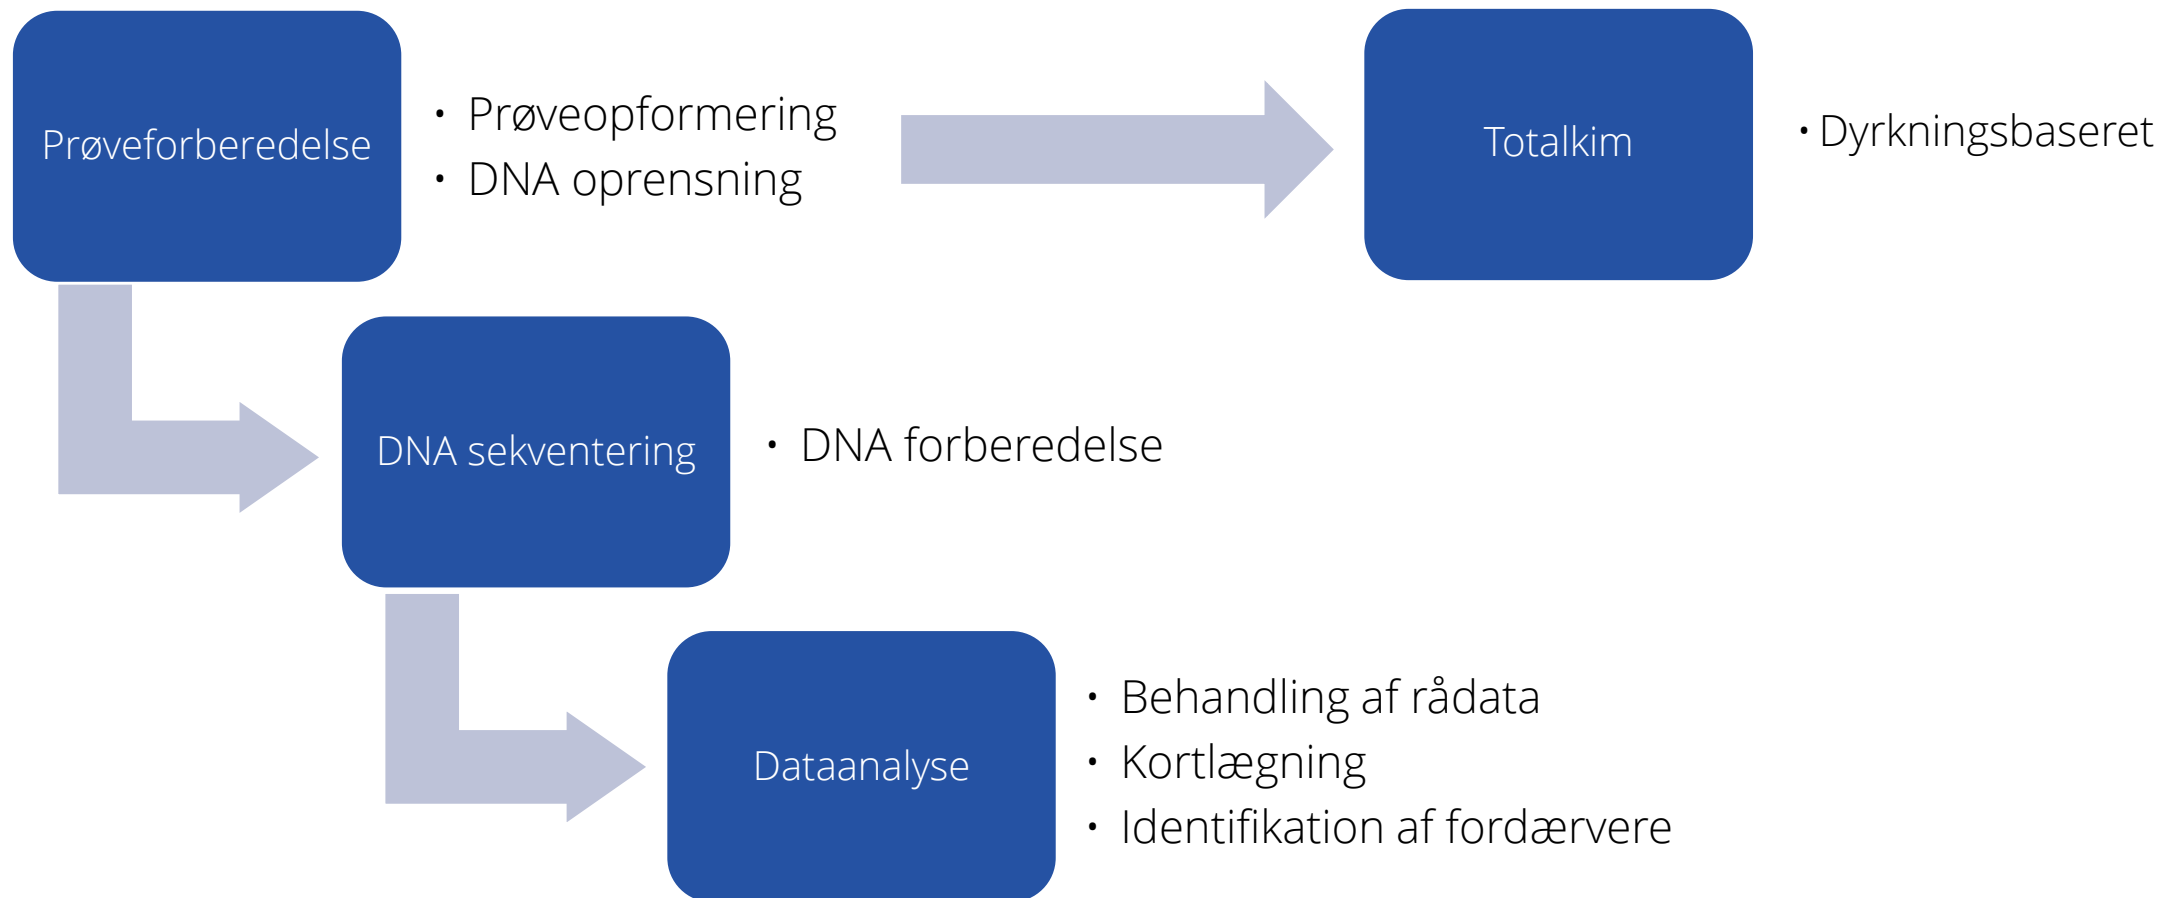 Prøveforberedelse
• Prøveopformering
• DNA oprensning
Totalkim
• Dyrkningsbaseret
DNA sekventering
• DNA forberedelse
Dataanalyse
• Behandling af rådata
• Kortlægning
• Identifikation af fordærvere